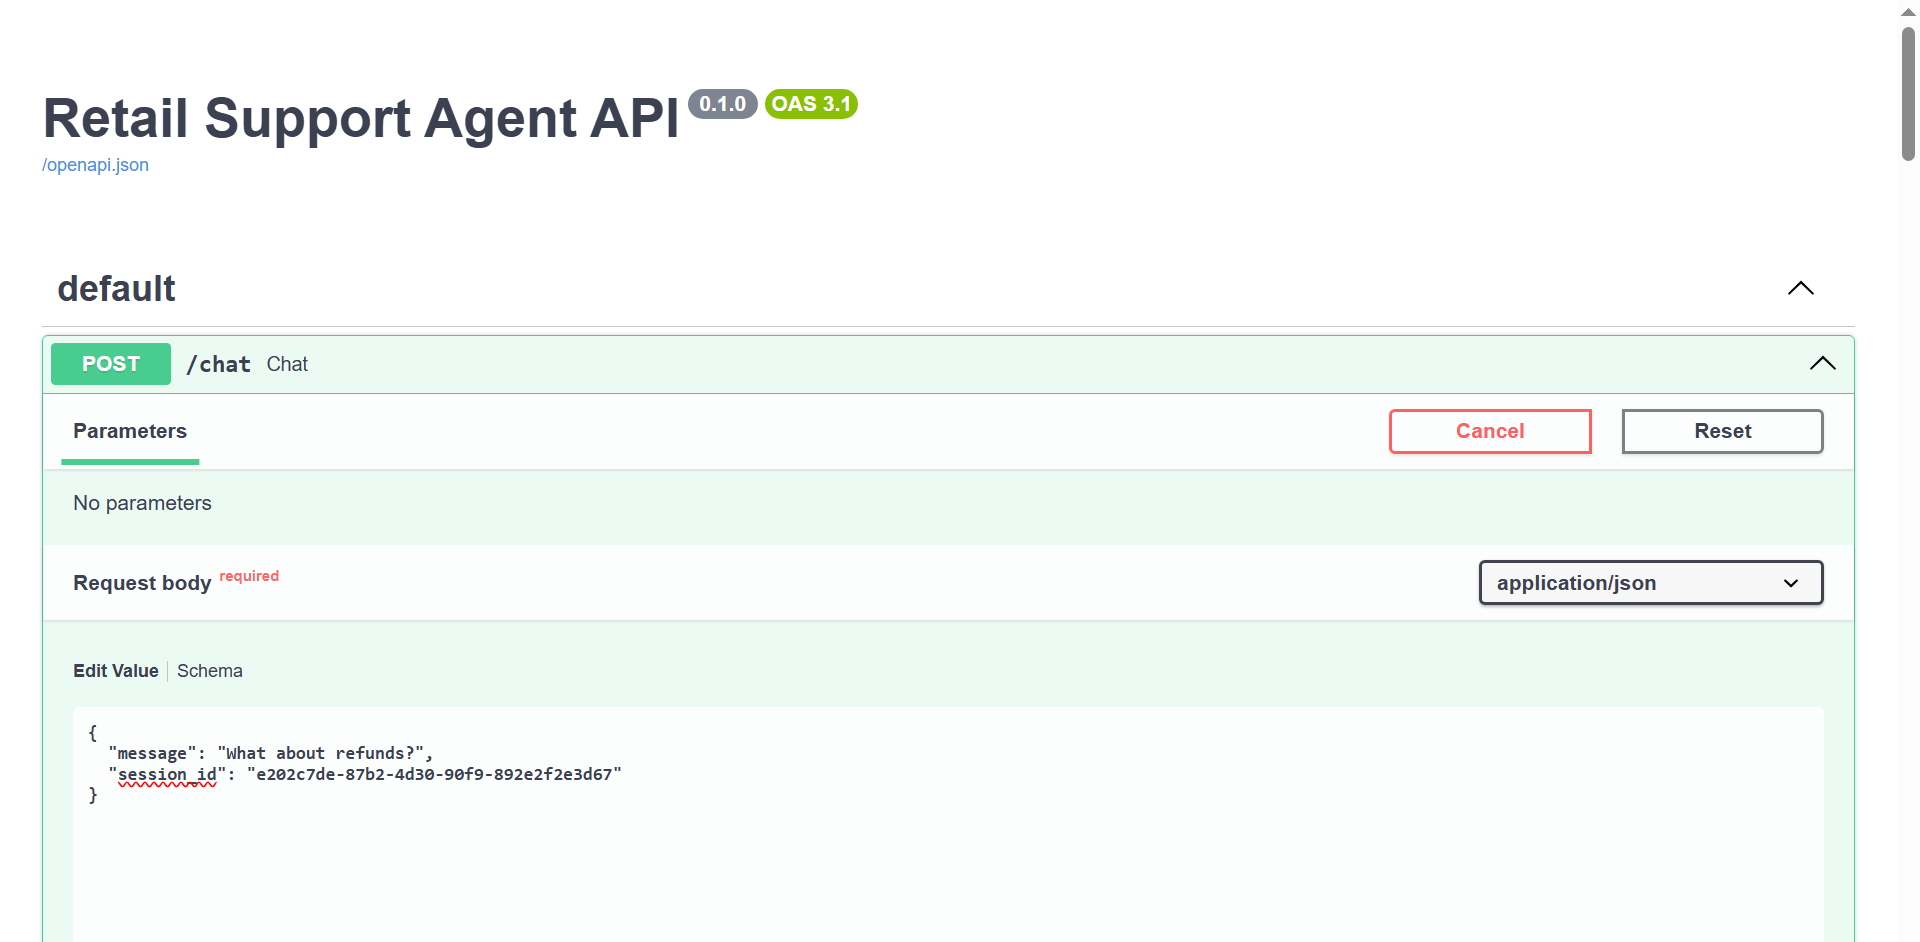 Retail Support Agent API 0.1.0 OAS 3.1
/openapi.json
default
POST /chat Chat
Parameters Cancel Reset
No parameters
Request body required application/json
Edit Value Schema
{
"message": "What about refunds?",
"session_id": "e202c7de-87b2-4d30-90f9-892e2f2e3d67"
}